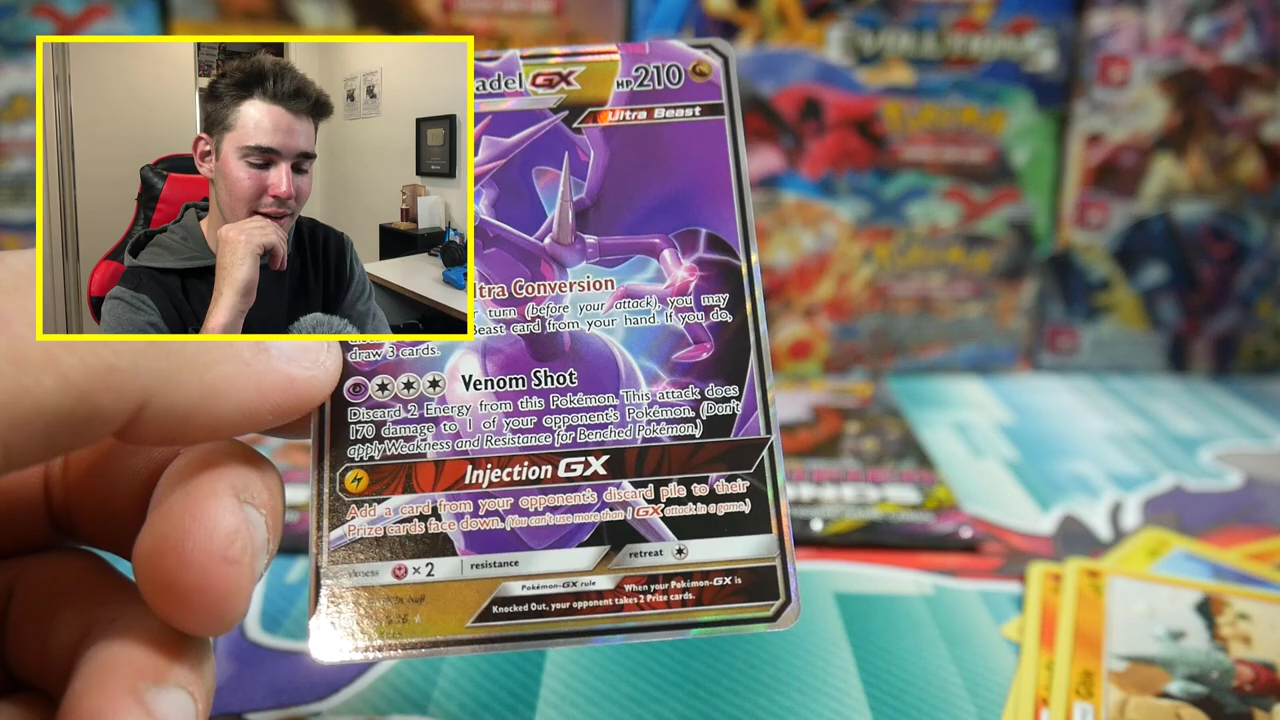 adel GX HP210
Ultra Beast
ltra Conversion
r turn (before your attack), you may
Beast card from your hand. If you do,
draw 3 cards.
Venom Shot
Discard 2 Energy from this Pokémon. This attack does
170 damage to 1 of your opponent's Pokémon. (Don't
apply Weakness and Resistance for Benched Pokémon.)
Injection GX
Add a card from your opponent's discard pile to their
Prize cards face down. (You can't use more than 1 GX attack in a game.)
×2 resistance retreat
Pokémon-GX rule When your Pokémon-GX is
Knocked Out, your opponent takes 2 Prize cards.
EVOLUTIONS